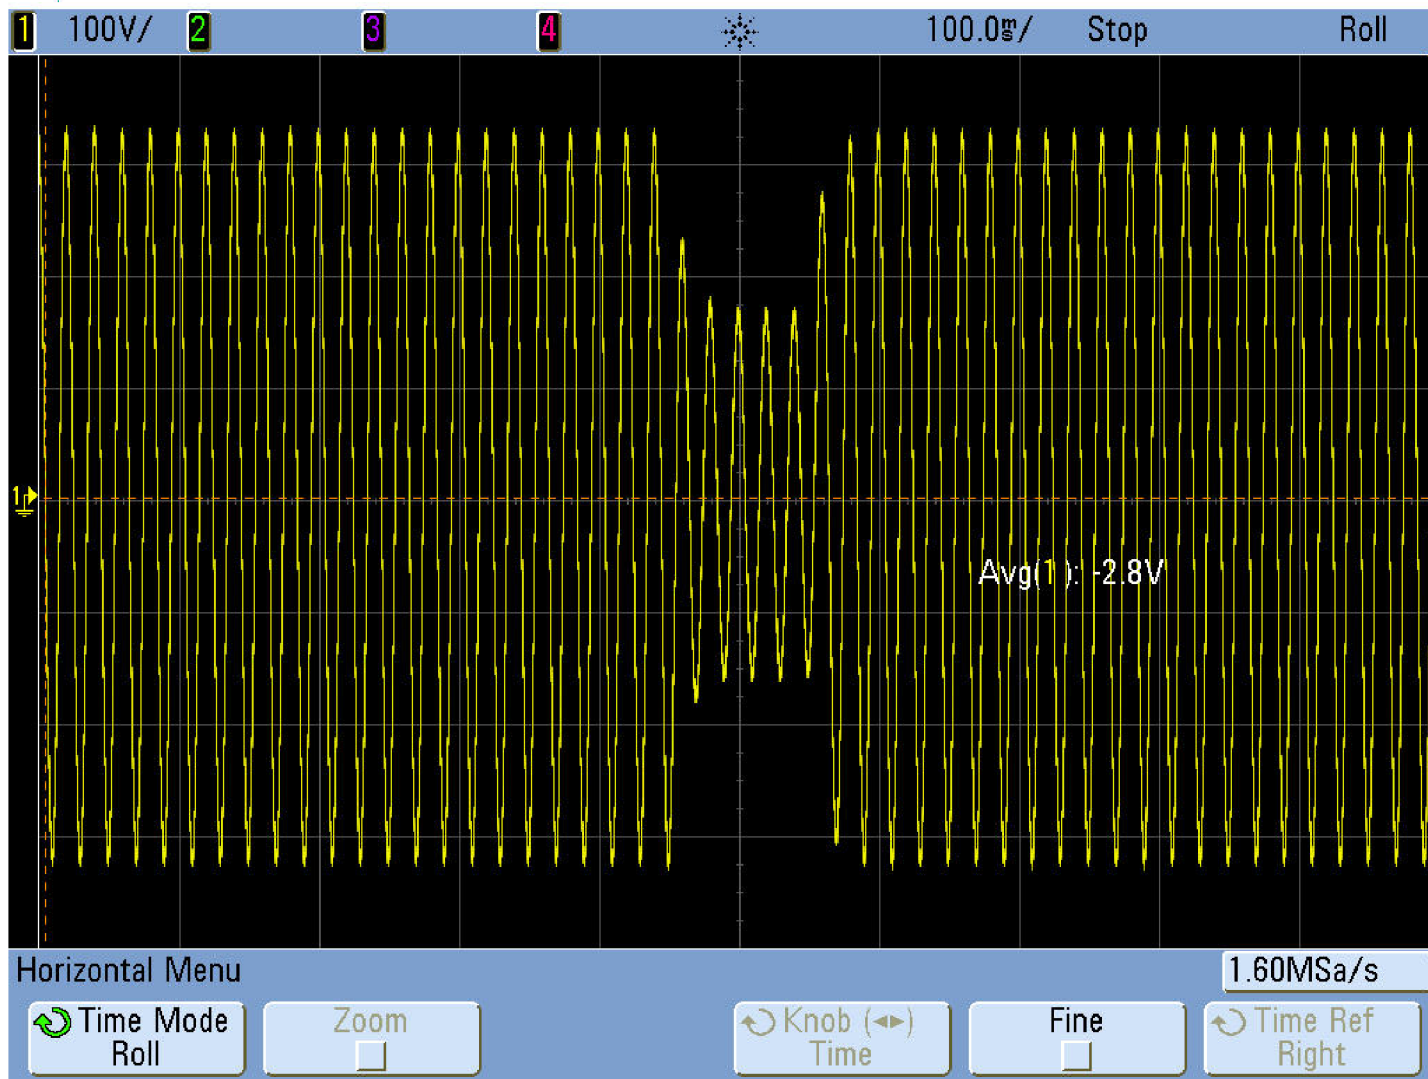 1 100V/ 2 3 4 100.0ms/ Stop Roll
1
Avg(1): -2.8V
Horizontal Menu 1.60MSa/s
Time Mode Zoom Knob (◄►) Fine Time Ref
Roll Time Right